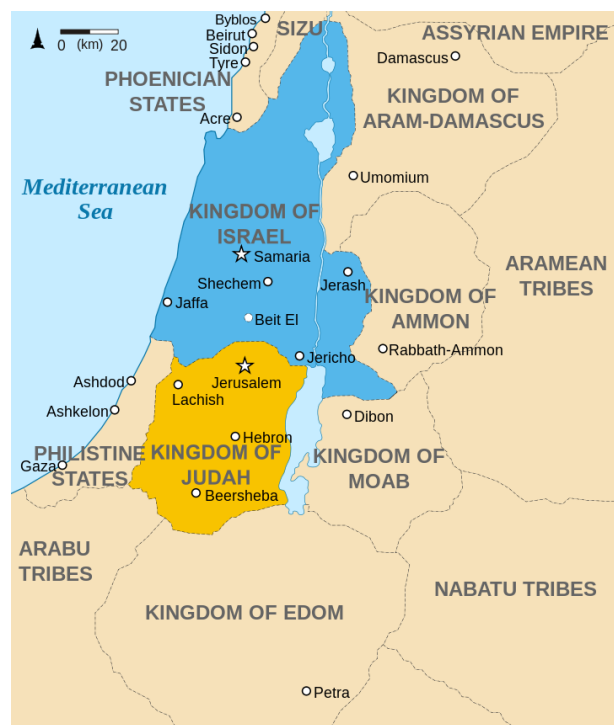 Byblos
Beirut
Sidon
Tyre
SIZU
ASSYRIAN EMPIRE
0 (km) 20
Damascus
PHOENICIAN
STATES
KINGDOM OF
ARAM-DAMASCUS
Acre
Mediterranean
Sea
Umomium
KINGDOM OF
ISRAEL
Samaria
Shechem
Jerash
ARAMEAN
TRIBES
Jaffa
KINGDOM OF
AMMON
Beit El
Rabbath-Ammon
Jericho
Jerusalem
Ashdod
Lachish
Ashkelon
Dibon
Hebron
PHILISTINE
STATES
Gaza
KINGDOM OF
JUDAH
KINGDOM OF
MOAB
Beersheba
ARABU
TRIBES
NABATU TRIBES
KINGDOM OF EDOM
Petra